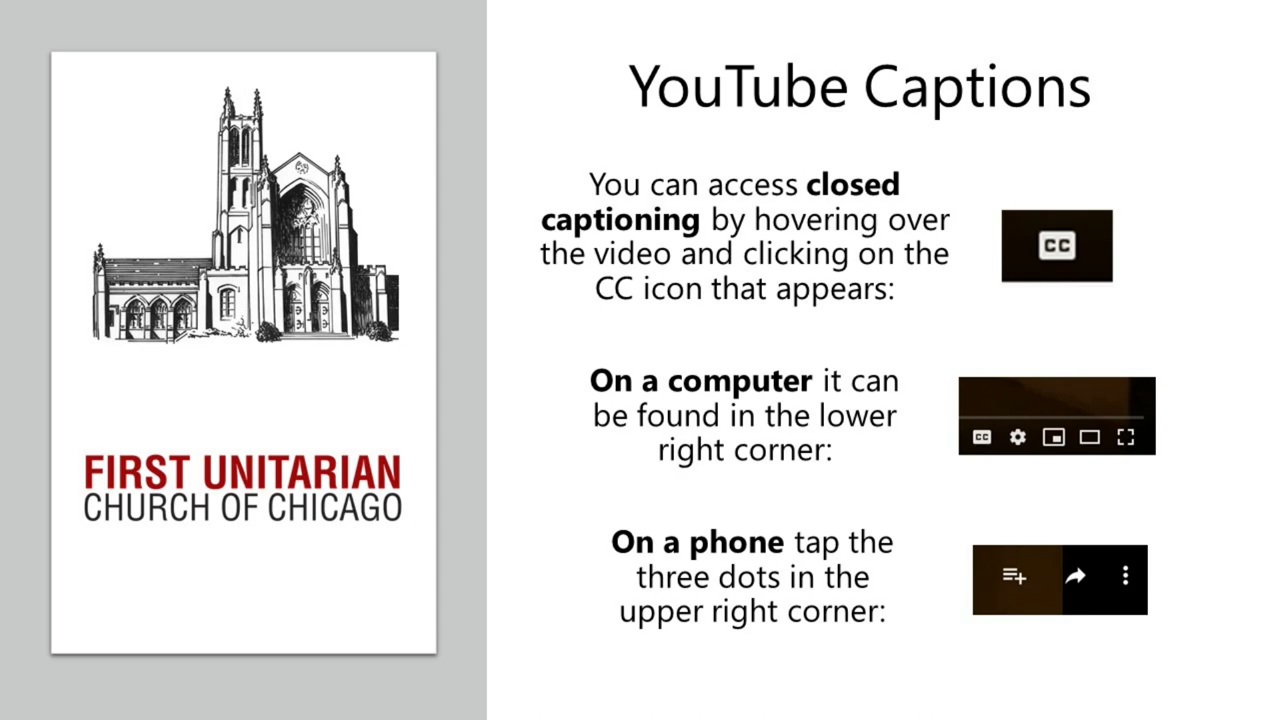 FIRST UNITARIAN
CHURCH OF CHICAGO
YouTube Captions
You can access closed
captioning by hovering over
the video and clicking on the
CC icon that appears:
CC
On a computer it can
be found in the lower
right corner:
CC
On a phone tap the
three dots in the
upper right corner: